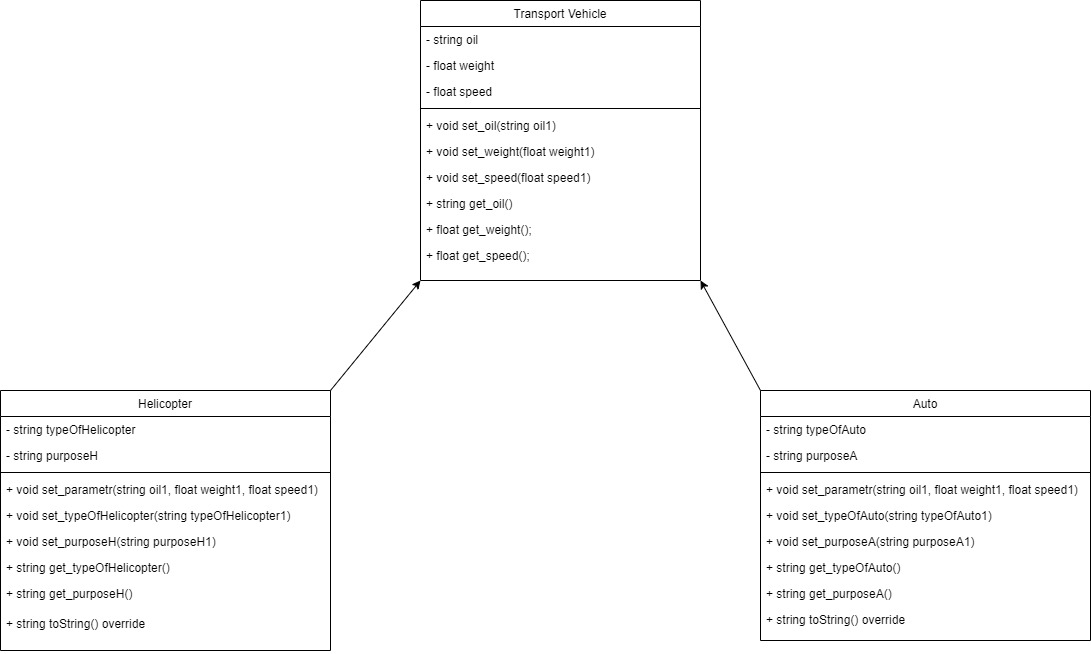 Transport Vehicle
- string oil
- float weight
- float speed
+ void set_oil(string oil1)
+ void set_weight(float weight1)
+ void set_speed(float speed1)
+ string get_oil()
+ float get_weight();
+ float get_speed();
Helicopter
- string typeOfHelicopter
- string purposeH
+ void set_parametr(string oil1, float weight1, float speed1)
+ void set_typeOfHelicopter(string typeOfHelicopter1)
+ void set_purposeH(string purposeH1)
+ string get_typeOfHelicopter()
+ string get_purposeH()
+ string toString() override
Auto
- string typeOfAuto
- string purposeA
+ void set_parametr(string oil1, float weight1, float speed1)
+ void set_typeOfAuto(string typeOfAuto1)
+ void set_purposeA(string purposeA1)
+ string get_typeOfAuto()
+ string get_purposeA()
+ string toString() override